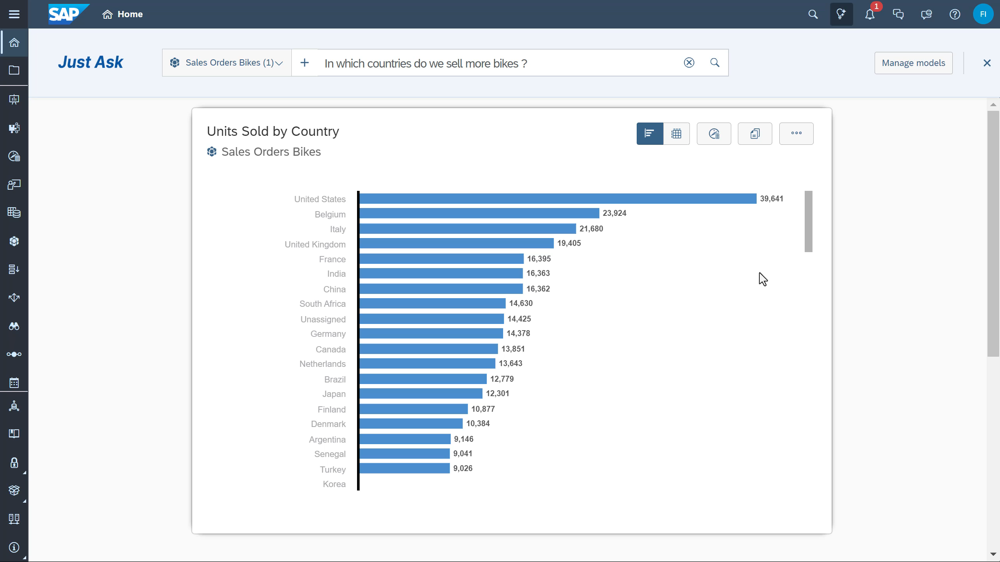 SAP Home 1 FI
Just Ask Sales Orders Bikes (1) In which countries do we sell more bikes ? Manage models
Units Sold by Country
Sales Orders Bikes
United States 39,641
Belgium 23,924
Italy 21,680
United Kingdom 19,405
France 16,395
India 16,363
China 16,362
South Africa 14,630
Unassigned 14,425
Germany 14,378
Canada 13,851
Netherlands 13,643
Brazil 12,779
Japan 12,301
Finland 10,877
Denmark 10,384
Argentina 9,146
Senegal 9,041
Turkey 9,026
Korea